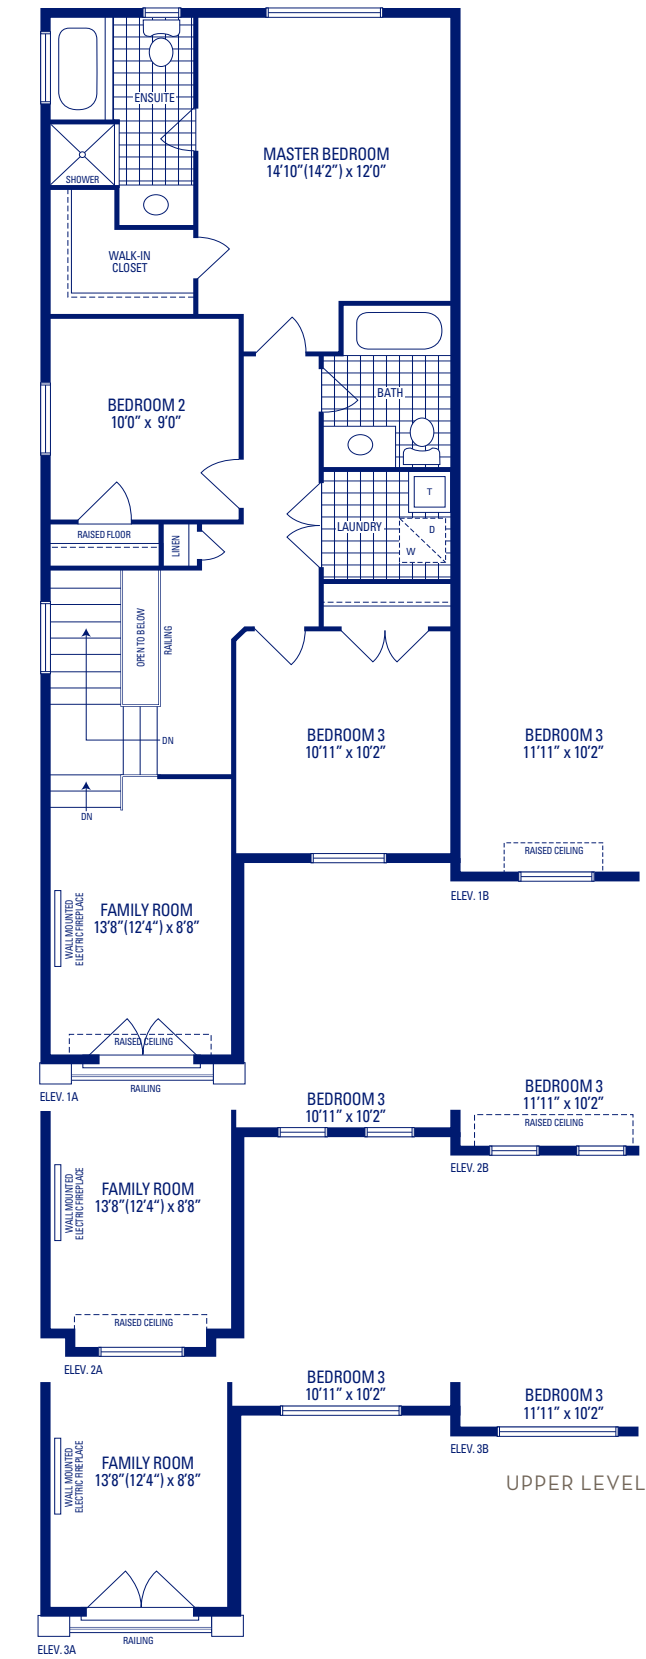 ENSUITE
MASTER BEDROOM
14'10"(14'2") x 12'0"
SHOWER
WALK-IN
CLOSET
BEDROOM 2
10'0" x 9'0"
BATH
T
LAUNDRY
D
W
RAISED FLOOR
LINEN
OPEN TO BELOW
RAILING
DN
DN
BEDROOM 3
10'11" x 10'2"
BEDROOM 3
11'11" x 10'2"
RAISED CEILING
ELEV. 1B
FAMILY ROOM
13'8"(12'4") x 8'8"
WALL MOUNTED
ELECTRIC FIREPLACE
RAISED CEILING
RAILING
ELEV. 1A
BEDROOM 3
10'11" x 10'2"
BEDROOM 3
11'11" x 10'2"
RAISED CEILING
ELEV. 2B
FAMILY ROOM
13'8"(12'4") x 8'8"
WALL MOUNTED
ELECTRIC FIREPLACE
RAISED CEILING
ELEV. 2A
BEDROOM 3
10'11" x 10'2"
BEDROOM 3
11'11" x 10'2"
ELEV. 3B
FAMILY ROOM
13'8"(12'4") x 8'8"
WALL MOUNTED
ELECTRIC FIREPLACE
UPPER LEVEL
RAILING
ELEV. 3A